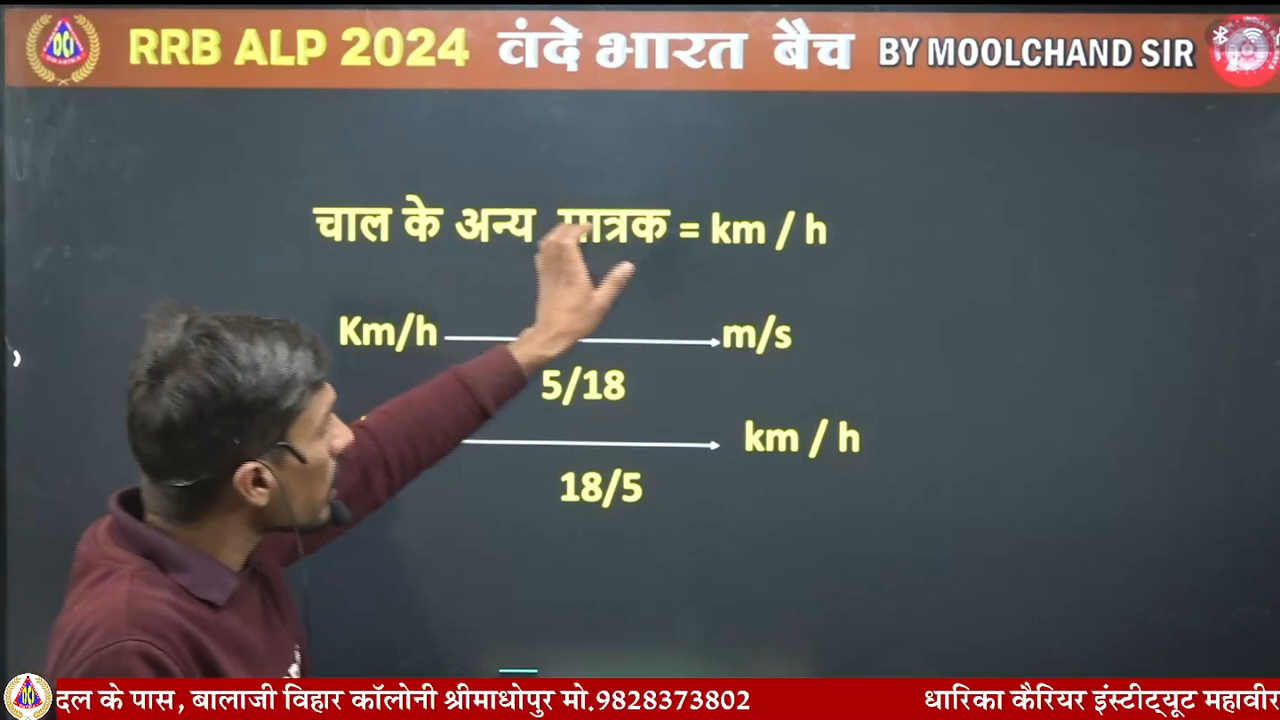 RRB ALP 2024 वंदे भारत बैच BY MOOLCHAND SIR
चाल के अन्य मात्रक = km / h
Km/h m/s
5/18
km / h
18/5
दल के पास, बालाजी विहार कॉलोनी श्रीमाधोपुर मो.9828373802 धारिका कैरियर इंस्टीट्यूट महावीर